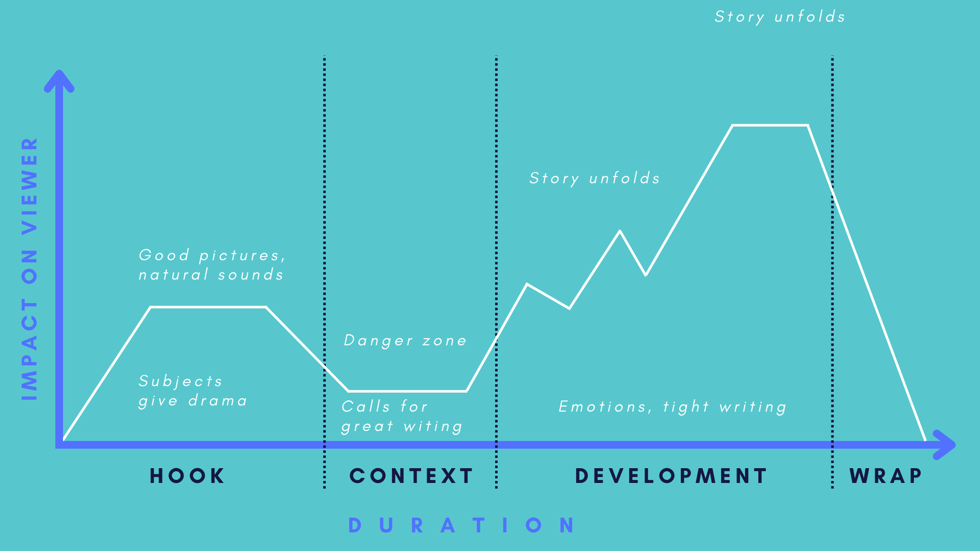 Story unfolds
IMPACT ON VIEWER
Story unfolds
Good pictures,
natural sounds
Danger zone
Subjects
give drama
Calls for
great witing
Emotions, tight writing
HOOK
CONTEXT
DEVELOPMENT
WRAP
DURATION